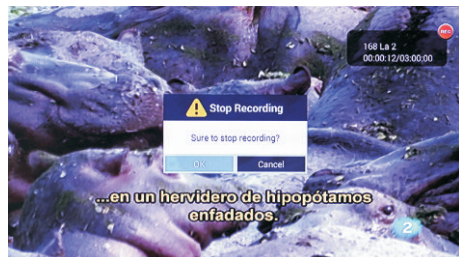 REC
168 La 2
00:00:12/03:00:00
Stop Recording
Sure to stop recording?
OK
Cancel
...en un hervidero de hipopótamos
enfadados.
2